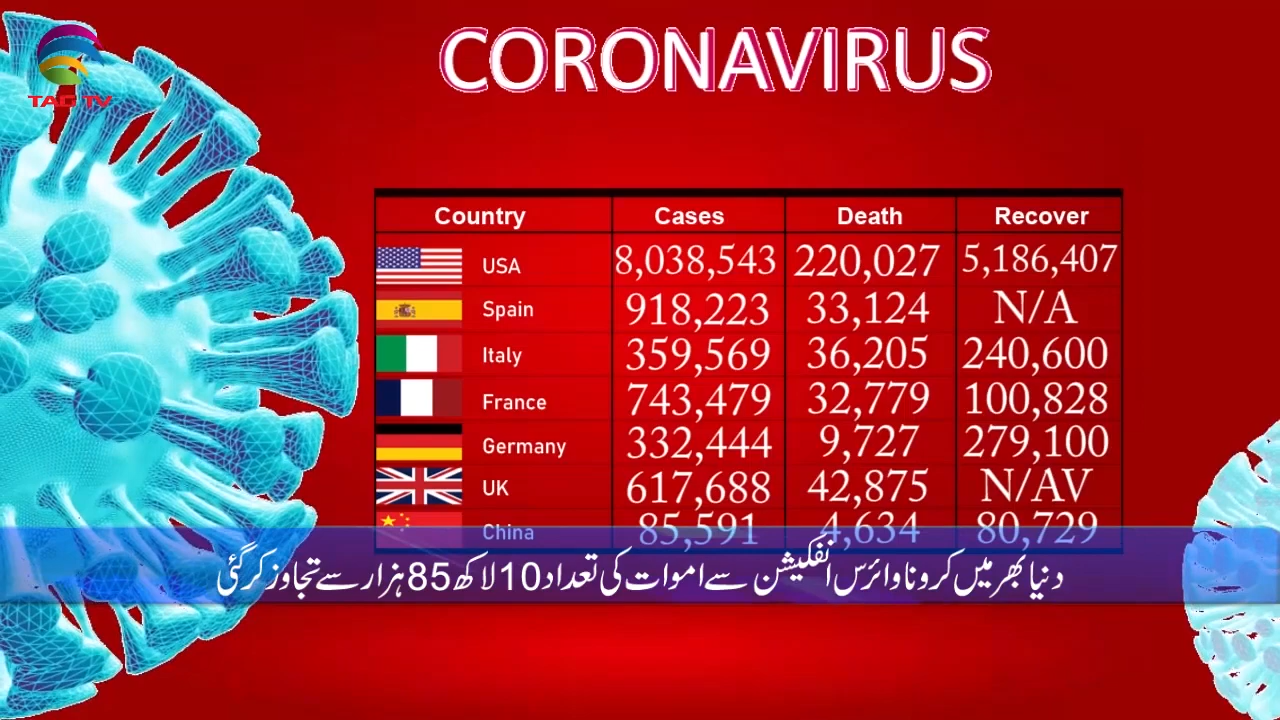 TAG TV
CORONAVIRUS
Country Cases Death Recover
USA 8,038,543 220,027 5,186,407
Spain 918,223 33,124 N/A
Italy 359,569 36,205 240,600
France 743,479 32,779 100,828
Germany 332,444 9,727 279,100
UK 617,688 42,875 N/AV
China 85,591 4,634 80,729
دنیا بھر میں کرونا وائرس انفکیشن سے اموات کی تعداد 10 لاکھ 85 ہزار سے تجاوز کر گئی